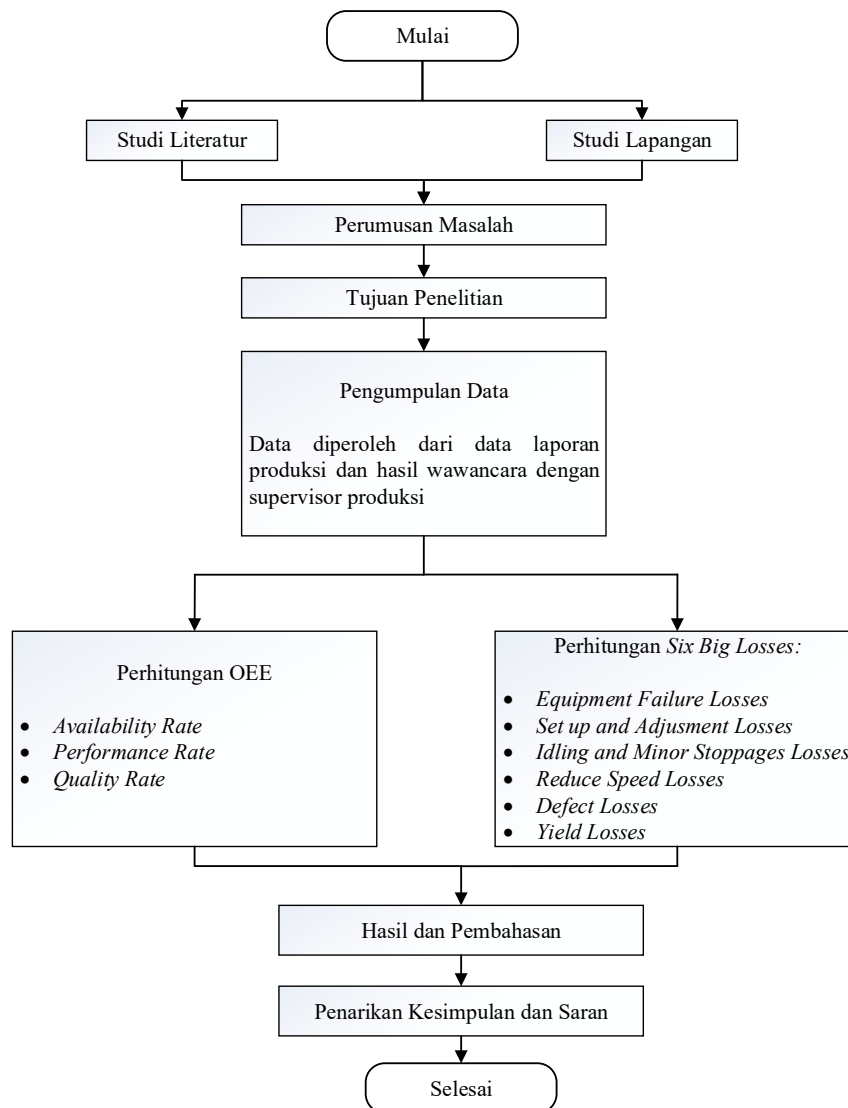 Mulai
Studi Literatur
Studi Lapangan
Perumusan Masalah
Tujuan Penelitian
Pengumpulan Data
Data diperoleh dari data laporan
produksi dan hasil wawancara dengan
supervisor produksi
Perhitungan OEE
• Availability Rate
• Performance Rate
• Quality Rate
Perhitungan Six Big Losses:
• Equipment Failure Losses
• Set up and Adjusment Losses
• Idling and Minor Stoppages Losses
• Reduce Speed Losses
• Defect Losses
• Yield Losses
Hasil dan Pembahasan
Penarikan Kesimpulan dan Saran
Selesai